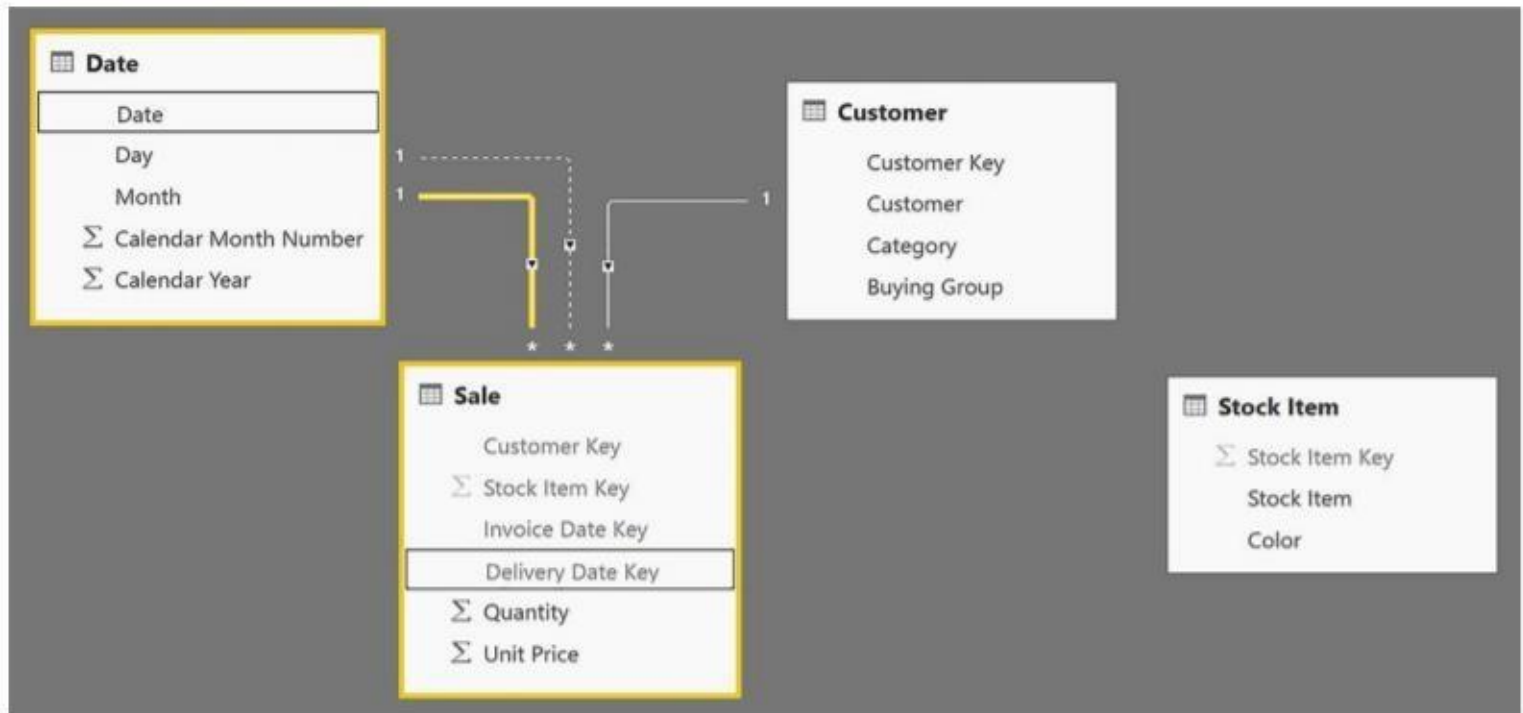 Date
Date
Day
Month
Σ Calendar Month Number
Σ Calendar Year
1
1
1
* * *
Customer
Customer Key
Customer
Category
Buying Group
Sale
Customer Key
Σ Stock Item Key
Invoice Date Key
Delivery Date Key
Σ Quantity
Σ Unit Price
Stock Item
Σ Stock Item Key
Stock Item
Color